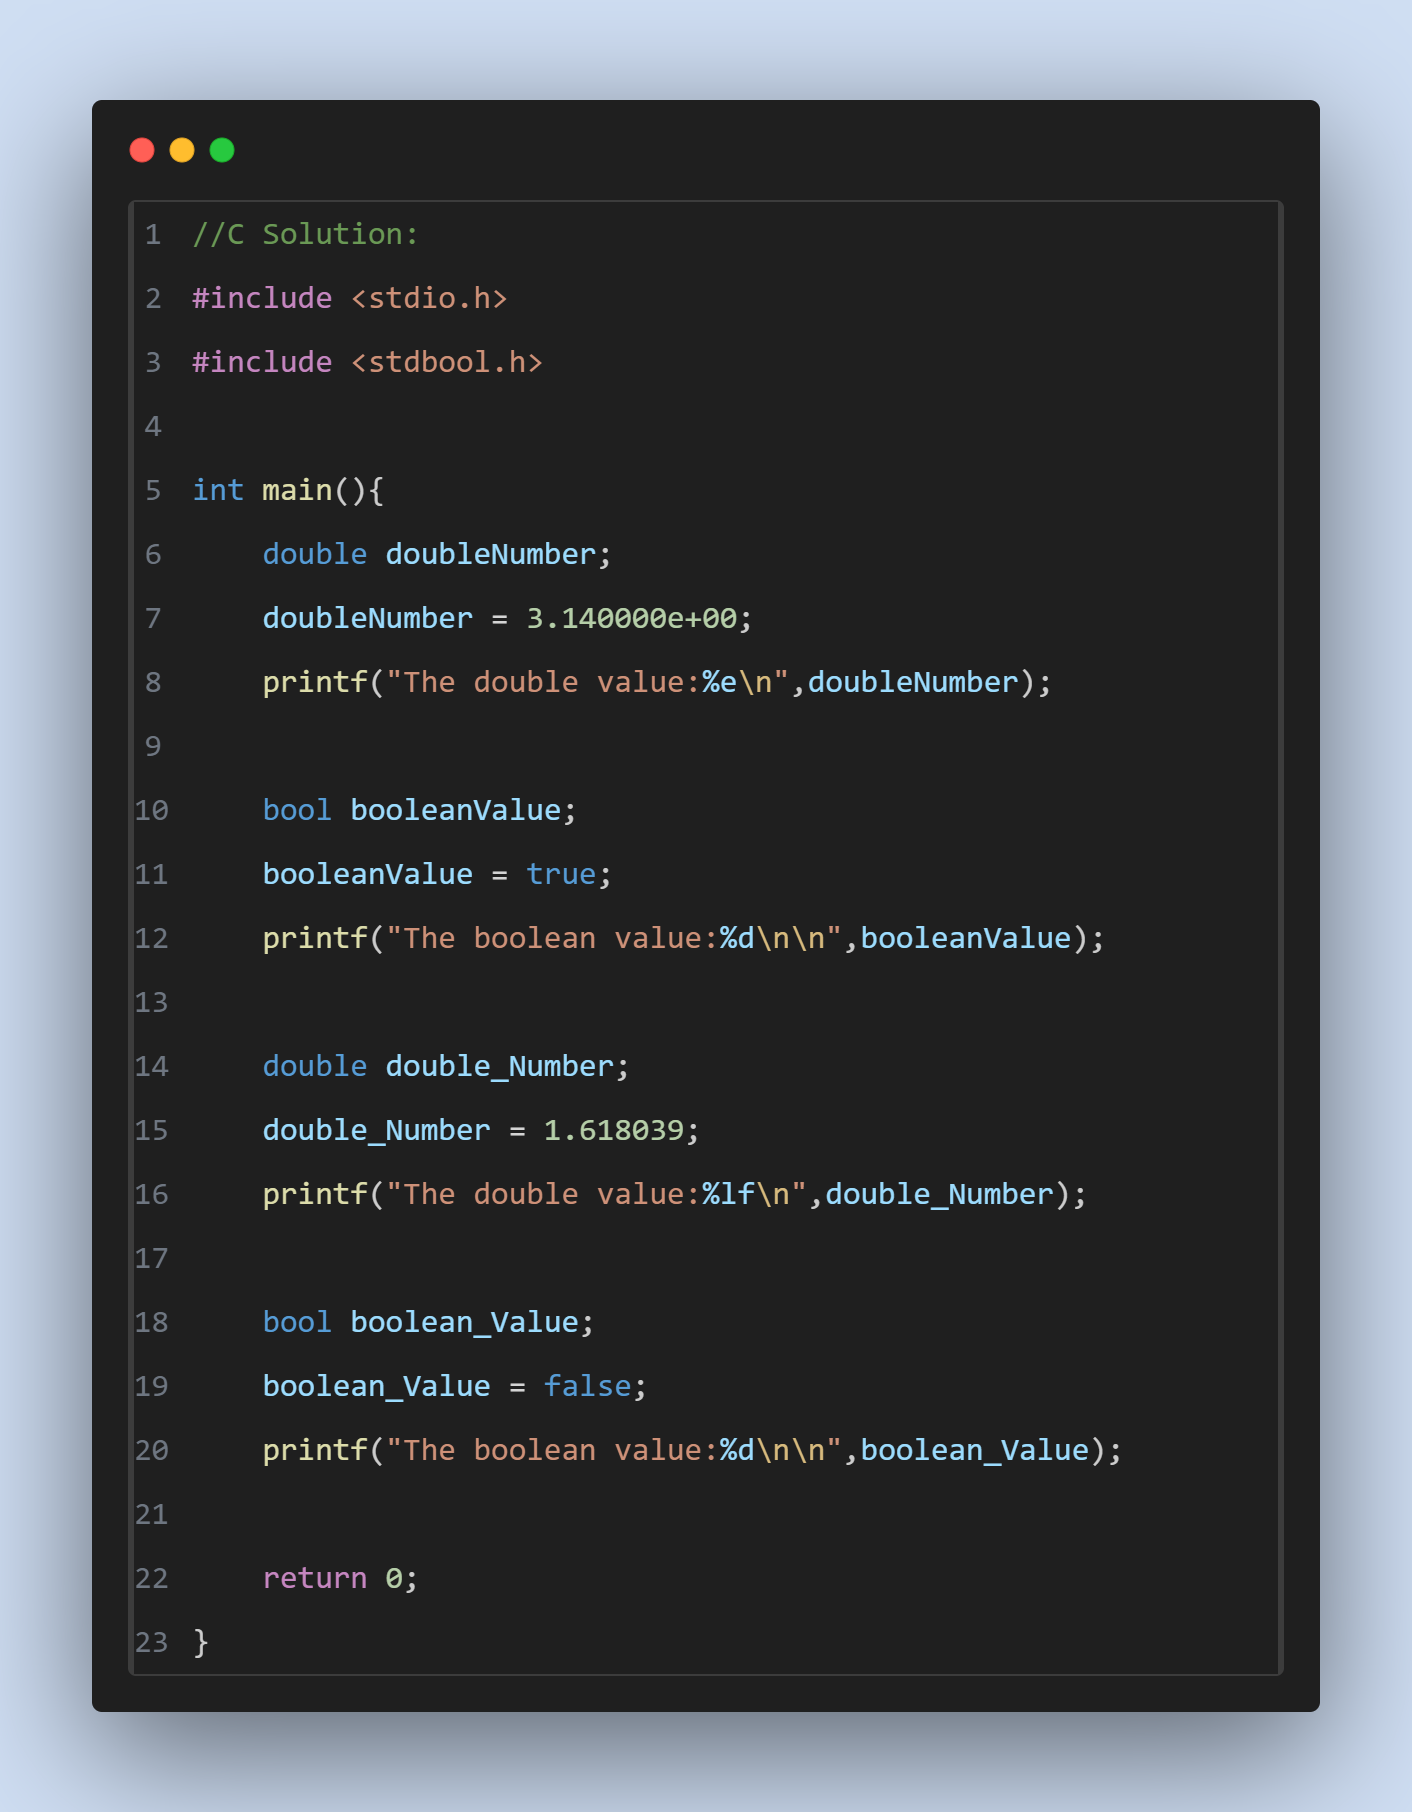 1 //C Solution:
2 #include <stdio.h>
3 #include <stdbool.h>
4
5 int main(){
6     double doubleNumber;
7     doubleNumber = 3.140000e+00;
8     printf("The double value:%e\n",doubleNumber);
9
10     bool booleanValue;
11     booleanValue = true;
12     printf("The boolean value:%d\n\n",booleanValue);
13
14     double double_Number;
15     double_Number = 1.618039;
16     printf("The double value:%lf\n",double_Number);
17
18     bool boolean_Value;
19     boolean_Value = false;
20     printf("The boolean value:%d\n\n",boolean_Value);
21
22     return 0;
23 }